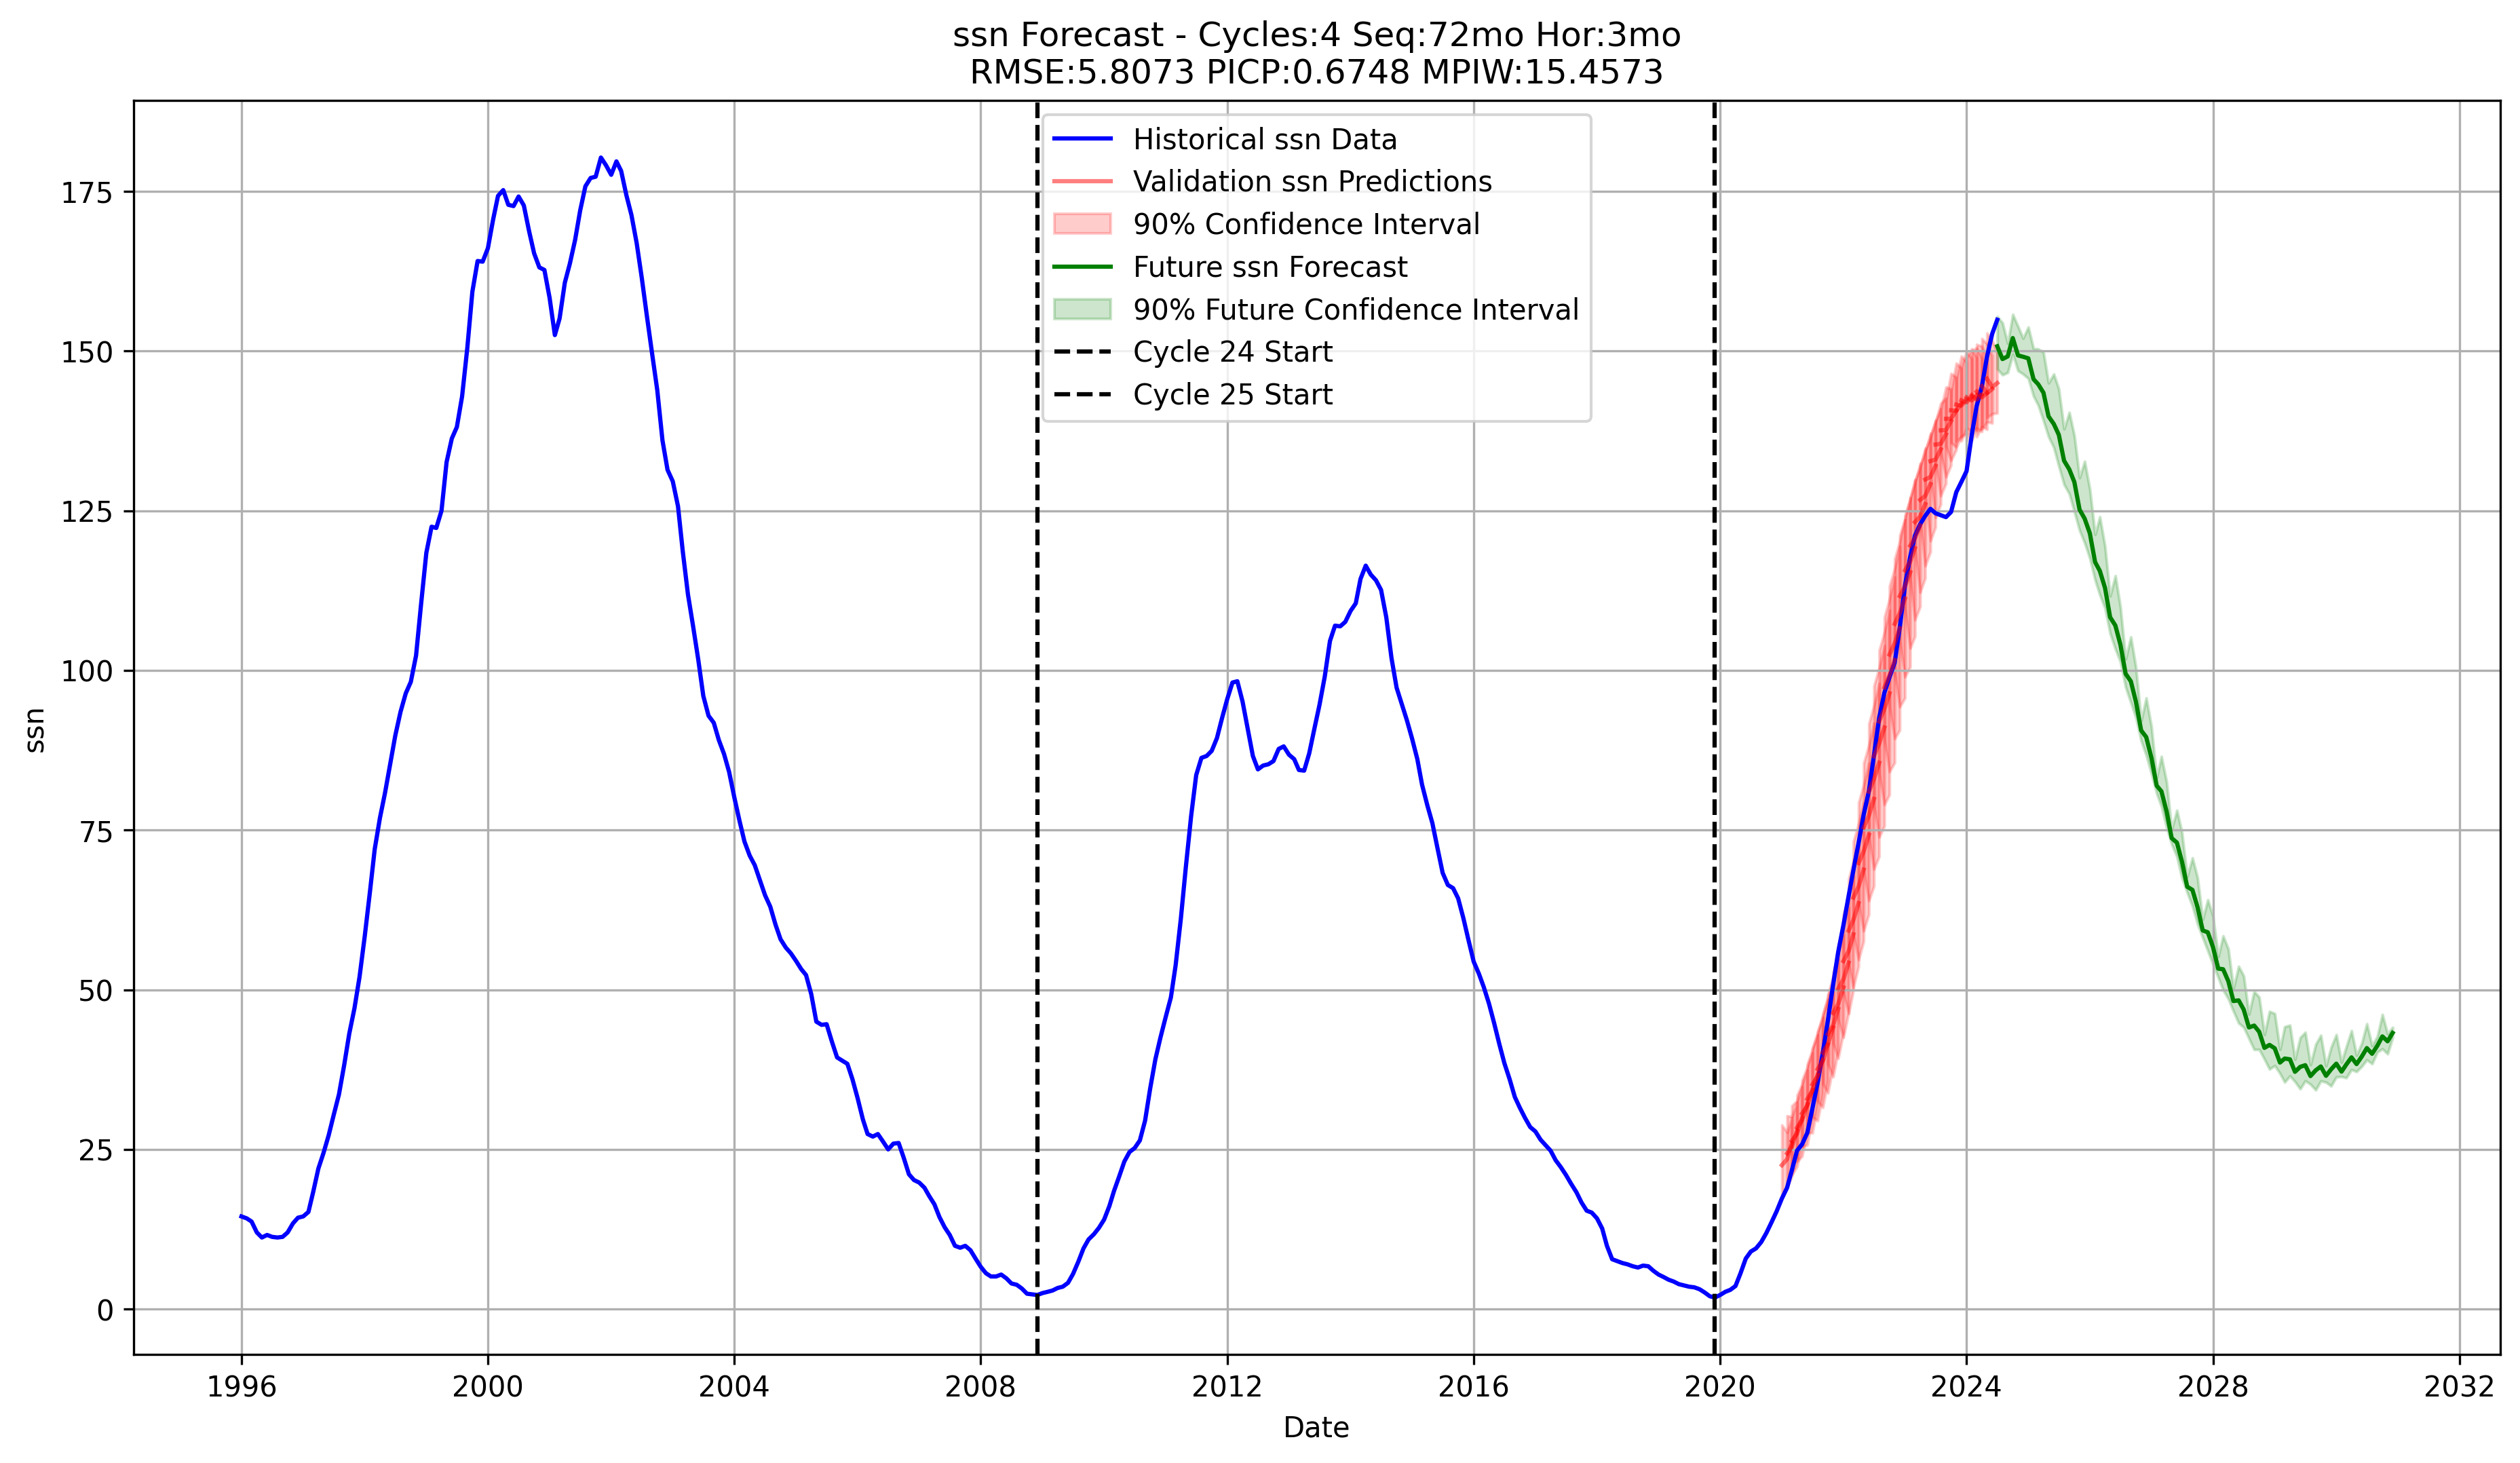 ssn Forecast - Cycles:4 Seq:72mo Hor:3mo
RMSE:5.8073 PICP:0.6748 MPIW:15.4573
Historical ssn Data
Validation ssn Predictions
90% Confidence Interval
Future ssn Forecast
90% Future Confidence Interval
Cycle 24 Start
Cycle 25 Start
175
150
125
100
75
50
25
0
ssn
1996 2000 2004 2008 2012 2016 2020 2024 2028 2032
Date